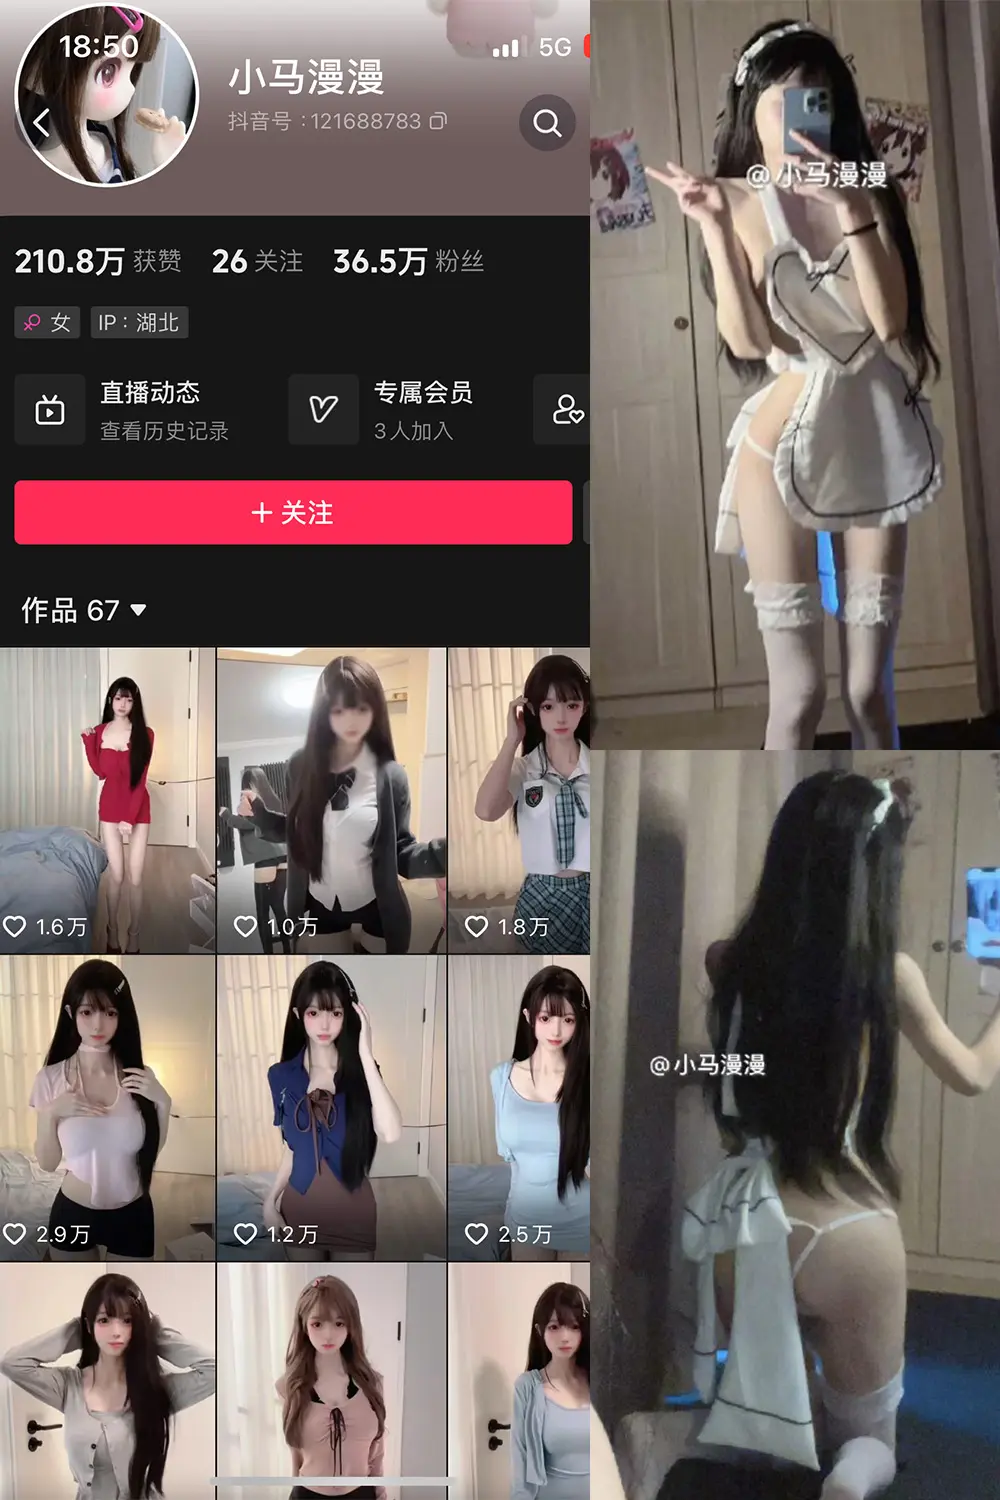 18:50
5G
小马漫漫
抖音号：121688783
210.8万 获赞 26 关注 36.5万 粉丝
女 IP：湖北
直播动态
查看历史记录
专属会员
3人加入
+ 关注
作品 67
1.6万
1.0万
1.8万
2.9万
1.2万
2.5万
@小马漫漫
@小马漫漫